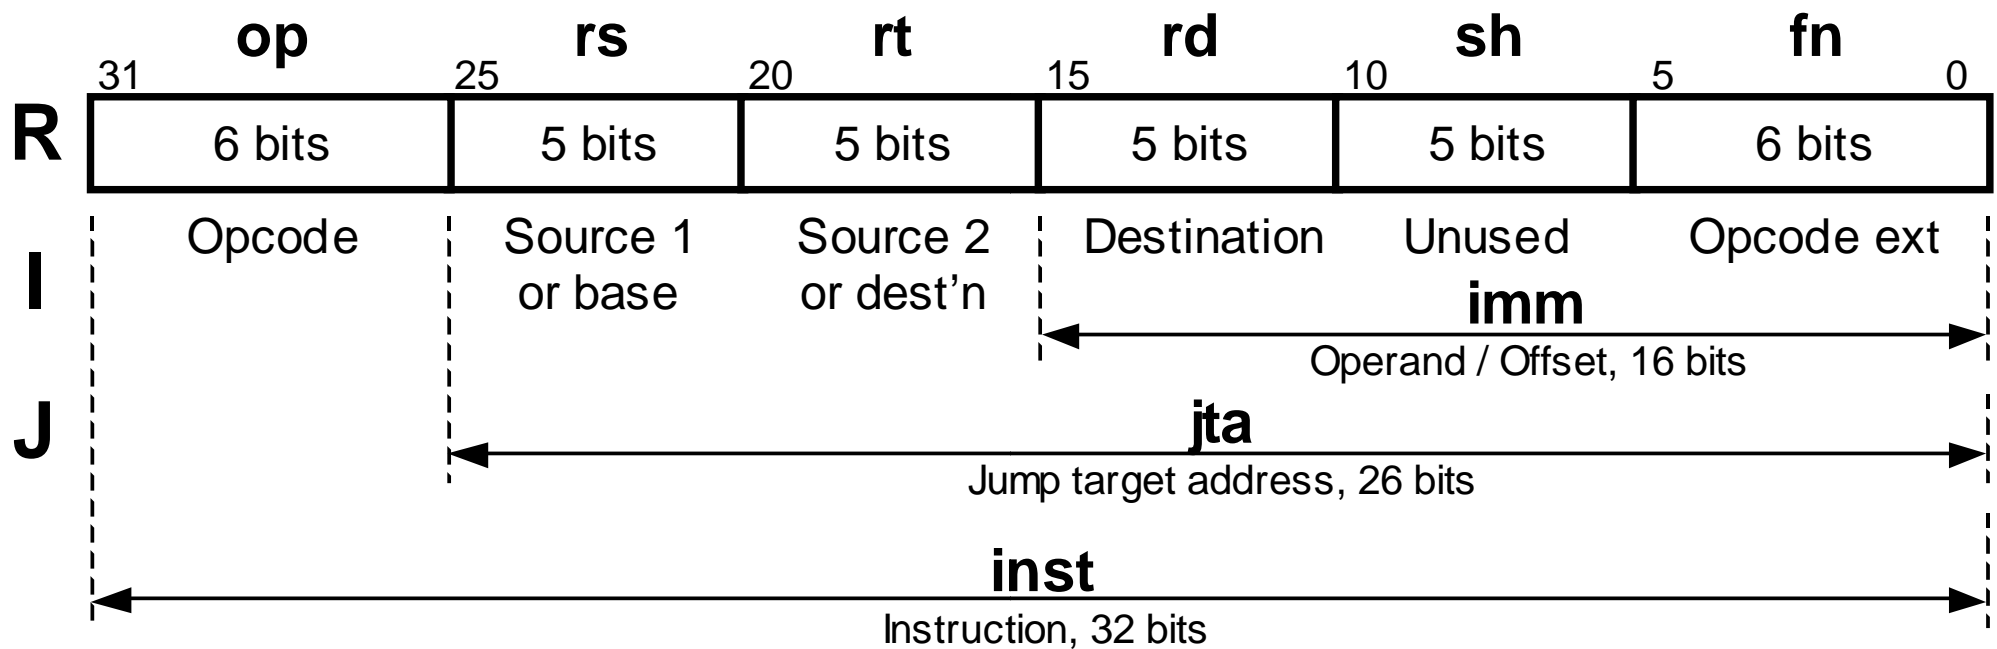 op rs rt rd sh fn
31 25 20 15 10 5 0
R 6 bits 5 bits 5 bits 5 bits 5 bits 6 bits
I Opcode Source 1 Source 2 Destination Unused Opcode ext
or base or dest’n
imm
Operand / Offset, 16 bits
J jta
Jump target address, 26 bits
inst
Instruction, 32 bits